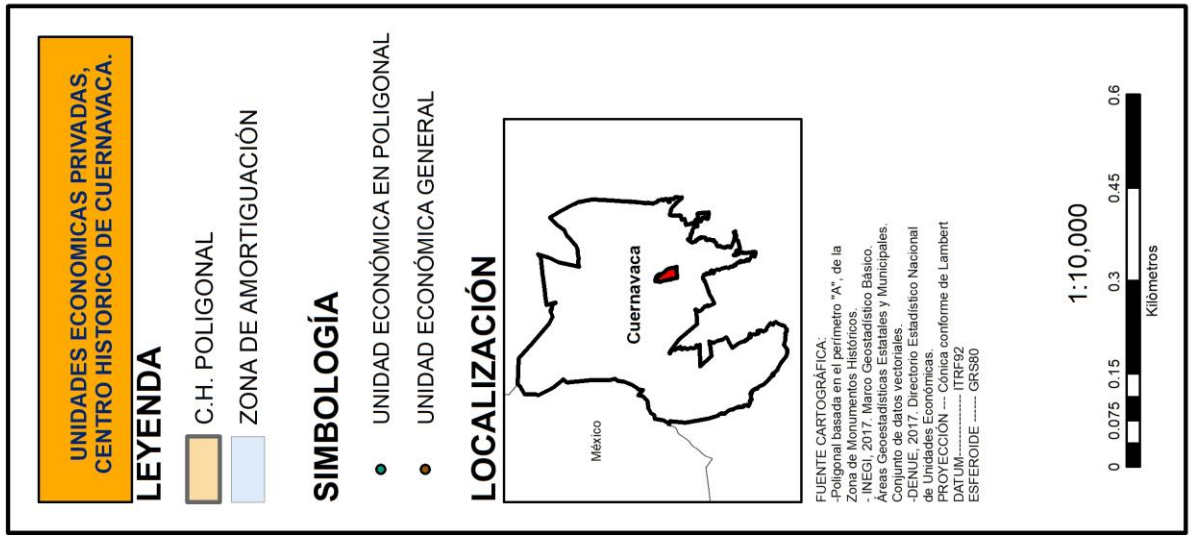 UNIDADES ECONOMICAS PRIVADAS,
CENTRO HISTORICO DE CUERNAVACA.
LEYENDA
C.H. POLIGONAL
ZONA DE AMORTIGUACIÓN
SIMBOLOGÍA
UNIDAD ECONÓMICA EN POLIGONAL
UNIDAD ECONÓMICA GENERAL
LOCALIZACIÓN
México
Cuernavaca
FUENTE CARTOGRÁFICA:
-Poligonal basada en el perímetro "A", de la
Zona de Monumentos Históricos.
- INEGI, 2017. Marco Geostadístico Básico.
Áreas Geoestadísticas Estatales y Municipales.
Conjunto de datos vectoriales.
-DENUE, 2017. Directorio Estadístico Nacional
de Unidades Económicas.
PROYECCIÓN --- Cónica conforme de Lambert
DATUM---------------- ITRF92
ESFEROIDE ------ GRS80
1:10,000
0 0.075 0.15 0.3 0.45 0.6
Kilòmetros